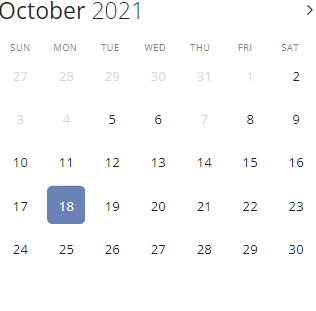 October 2021
SUN MON TUE WED THU FRI SAT
27 28 29 30 31 1 2
3 4 5 6 7 8 9
10 11 12 13 14 15 16
17 18 19 20 21 22 23
24 25 26 27 28 29 30